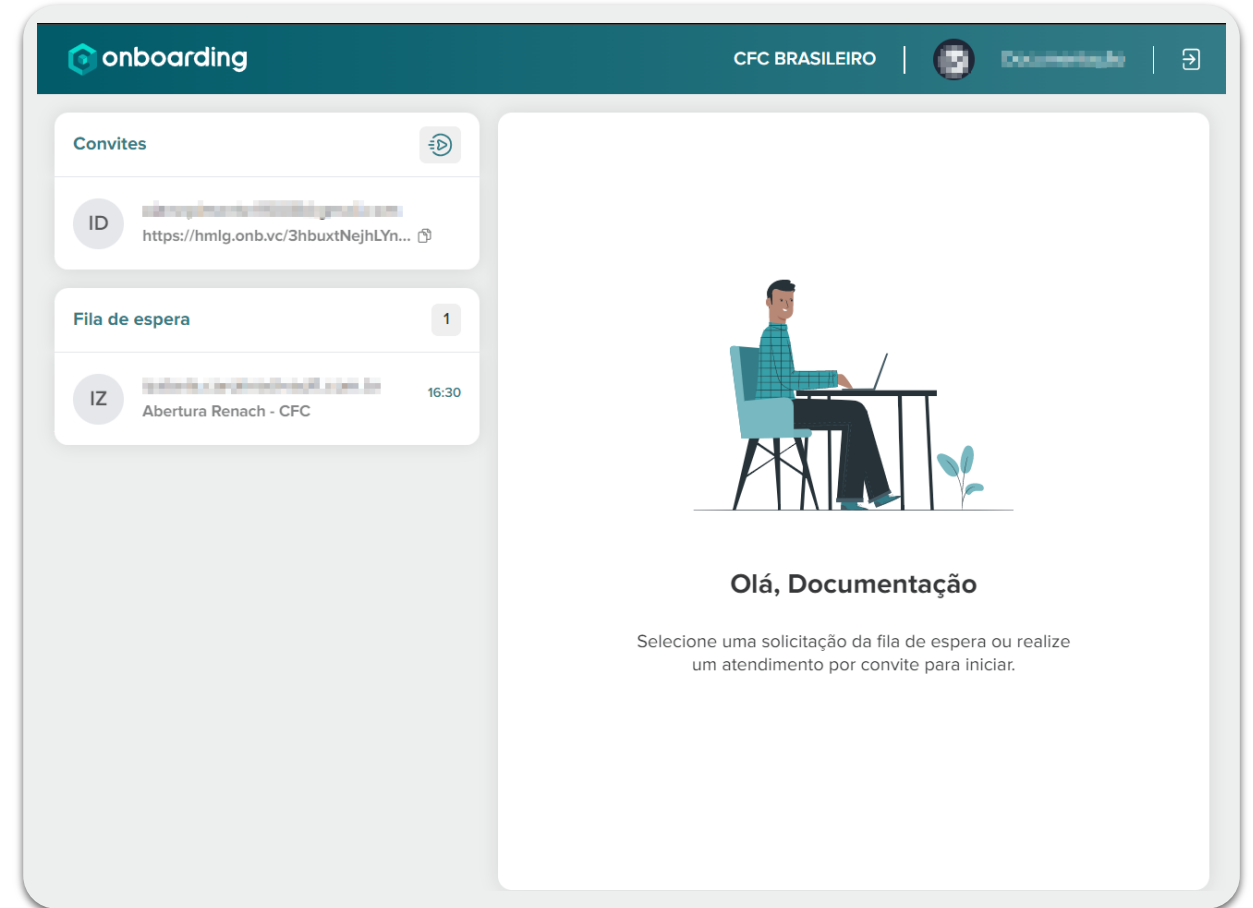 onboarding
CFC BRASILEIRO
Convites
ID
https://hmlg.onb.vc/3hbuxtNejhLYn...
Fila de espera
1
IZ
16:30
Abertura Renach - CFC
Olá, Documentação
Selecione uma solicitação da fila de espera ou realize
um atendimento por convite para iniciar.